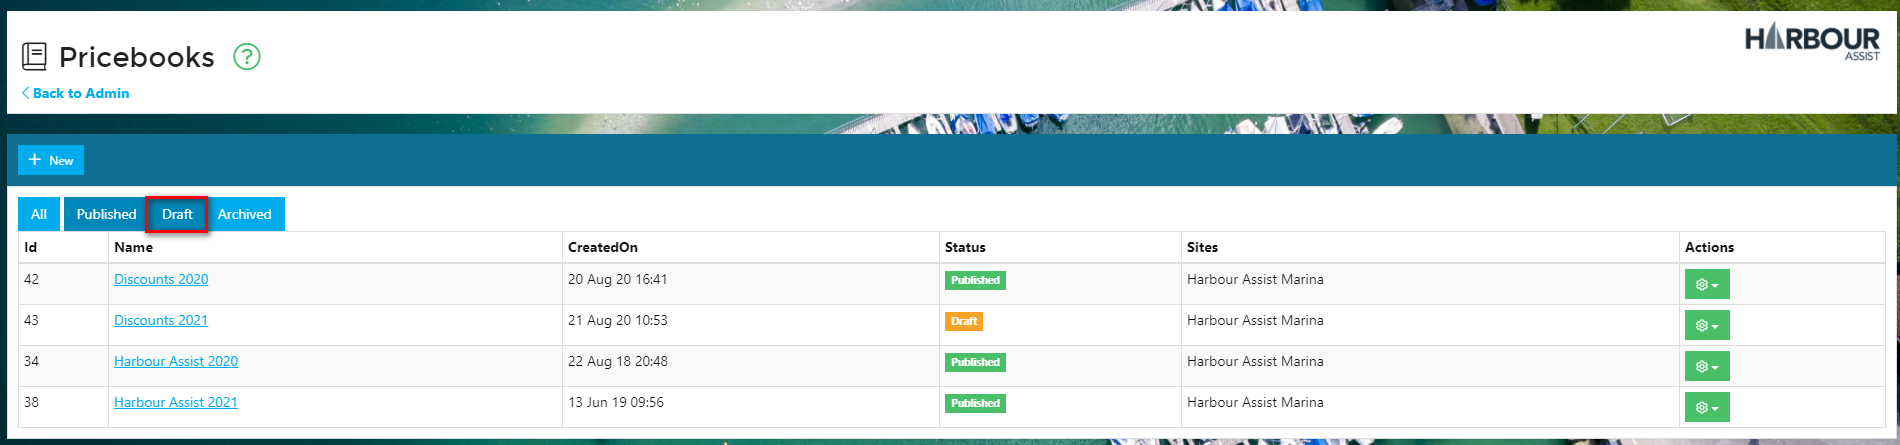 Pricebooks ?
HARBOUR
ASSIST
Back to Admin
+ New
All Published Draft Archived
Id Name CreatedOn Status Sites Actions
42 Discounts 2020 20 Aug 20 16:41 Published Harbour Assist Marina
43 Discounts 2021 21 Aug 20 10:53 Draft Harbour Assist Marina
34 Harbour Assist 2020 22 Aug 18 20:48 Published Harbour Assist Marina
38 Harbour Assist 2021 13 Jun 19 09:56 Published Harbour Assist Marina